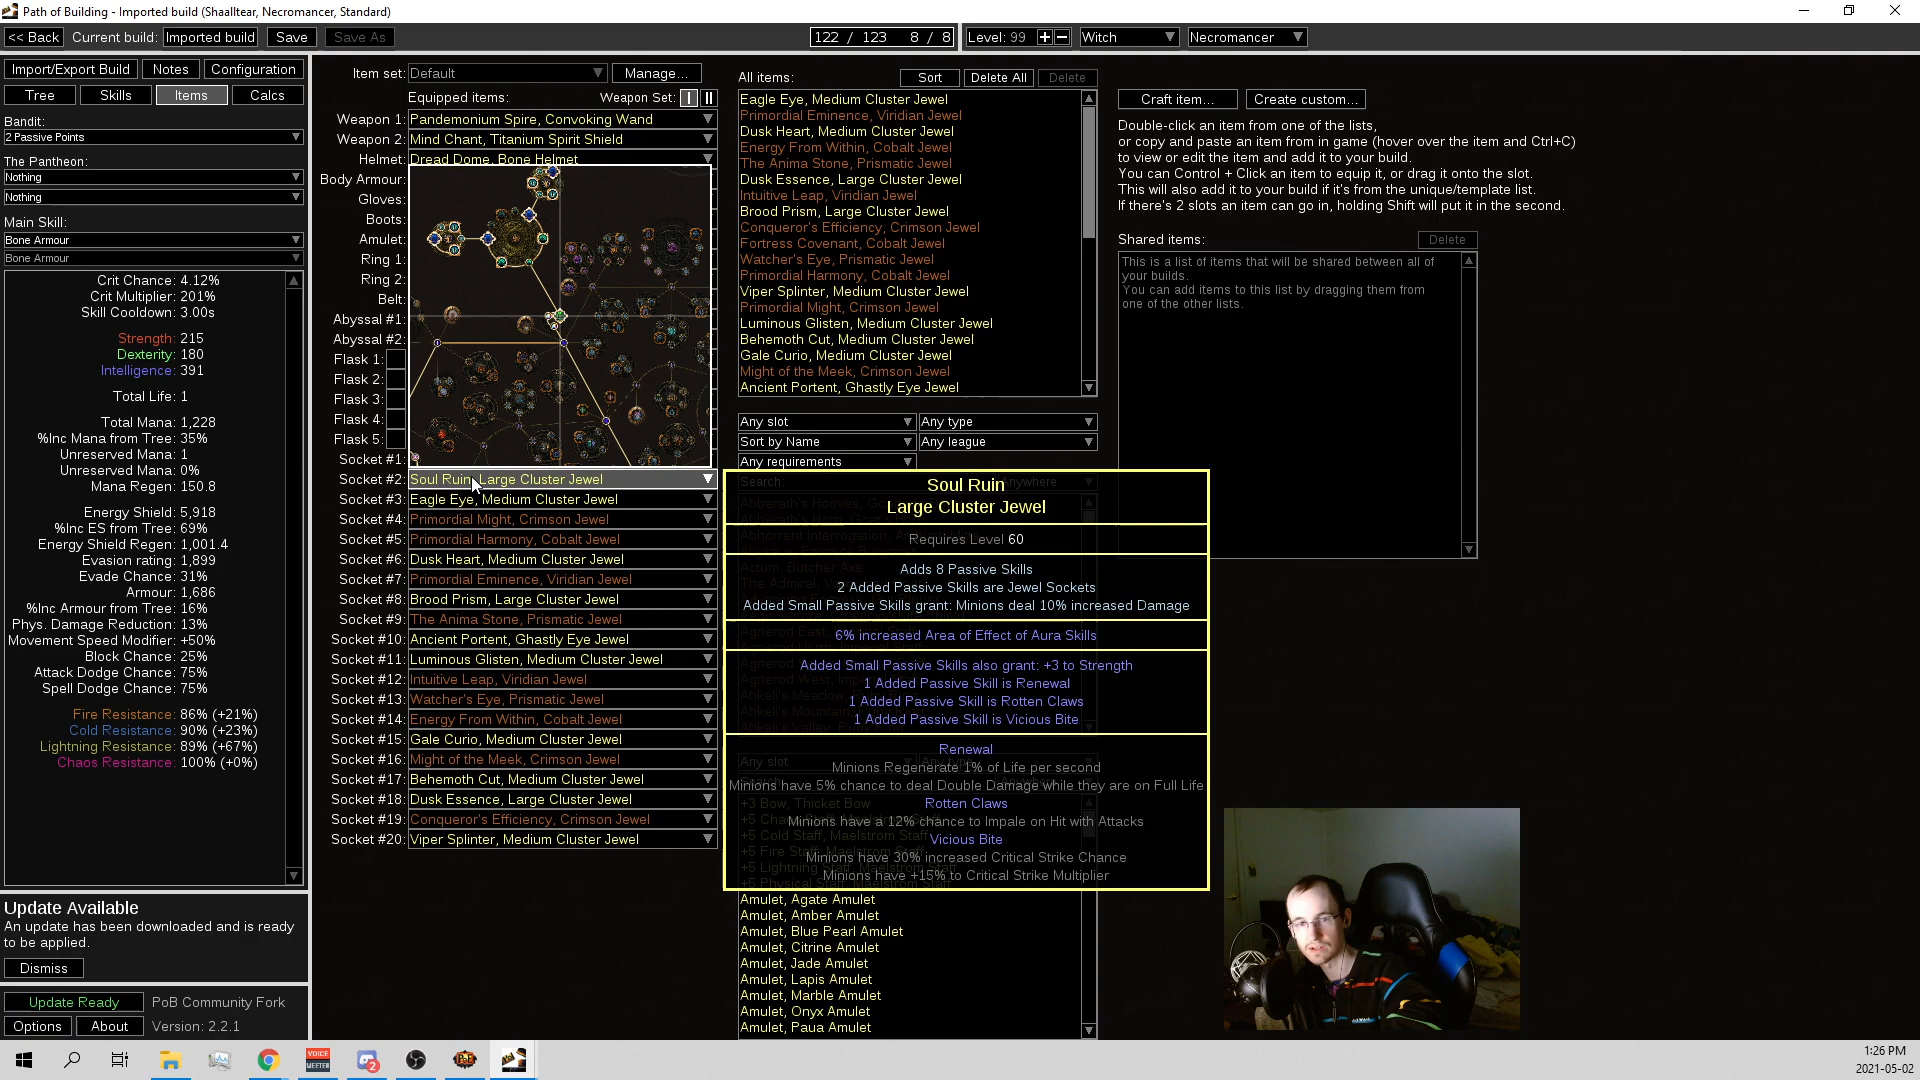 Path of Building - Imported build (Shaalltear, Necromancer, Standard)
<< Back
Current build:
Imported build
Save
Save As
122 / 123 8 / 8
Level: 99
+
−
Witch
Necromancer
Import/Export Build
Notes
Configuration
Tree
Skills
Items
Calcs
Bandit:
2 Passive Points
The Pantheon:
Nothing
Nothing
Main Skill:
Bone Armour
Bone Armour
Crit Chance: 4.12%
Crit Multiplier: 201%
Skill Cooldown: 3.00s
Strength: 215
Dexterity: 180
Intelligence: 391
Total Life: 1
Total Mana: 1,228
%Inc Mana from Tree: 35%
Unreserved Mana: 1
Unreserved Mana: 0%
Mana Regen: 150.8
Energy Shield: 5,918
%Inc ES from Tree: 69%
Energy Shield Regen: 1,001.4
Evasion rating: 1,899
Evade Chance: 31%
Armour: 1,686
%Inc Armour from Tree: 16%
Phys. Damage Reduction: 13%
Movement Speed Modifier: +50%
Block Chance: 25%
Attack Dodge Chance: 75%
Spell Dodge Chance: 75%
Fire Resistance: 86% (+21%)
Cold Resistance: 90% (+23%)
Lightning Resistance: 89% (+67%)
Chaos Resistance: 100% (+0%)
Update Available
An update has been downloaded and is ready
to be applied.
Dismiss
Update Ready
PoB Community Fork
Options
About
Version: 2.2.1
Item set:
Default
Manage...
Equipped items:
Weapon Set:
I
II
Weapon 1: Pandemonium Spire, Convoking Wand
Weapon 2: Mind Chant, Titanium Spirit Shield
Helmet: Dread Dome, Bone Helmet
Body Armour:
Gloves:
Boots:
Amulet:
Ring 1:
Ring 2:
Belt:
Abyssal #1:
Abyssal #2:
Flask 1:
Flask 2:
Flask 3:
Flask 4:
Flask 5:
Socket #1:
Socket #2: Soul Ruin, Large Cluster Jewel
Socket #3: Eagle Eye, Medium Cluster Jewel
Socket #4: Primordial Might, Crimson Jewel
Socket #5: Primordial Harmony, Cobalt Jewel
Socket #6: Dusk Heart, Medium Cluster Jewel
Socket #7: Primordial Eminence, Viridian Jewel
Socket #8: Brood Prism, Large Cluster Jewel
Socket #9: The Anima Stone, Prismatic Jewel
Socket #10: Ancient Portent, Ghastly Eye Jewel
Socket #11: Luminous Glisten, Medium Cluster Jewel
Socket #12: Intuitive Leap, Viridian Jewel
Socket #13: Watcher's Eye, Prismatic Jewel
Socket #14: Energy From Within, Cobalt Jewel
Socket #15: Gale Curio, Medium Cluster Jewel
Socket #16: Might of the Meek, Crimson Jewel
Socket #17: Behemoth Cut, Medium Cluster Jewel
Socket #18: Dusk Essence, Large Cluster Jewel
Socket #19: Conqueror's Efficiency, Crimson Jewel
Socket #20: Viper Splinter, Medium Cluster Jewel
All items:
Sort
Delete All
Delete
Eagle Eye, Medium Cluster Jewel
Primordial Eminence, Viridian Jewel
Dusk Heart, Medium Cluster Jewel
Energy From Within, Cobalt Jewel
The Anima Stone, Prismatic Jewel
Dusk Essence, Large Cluster Jewel
Intuitive Leap, Viridian Jewel
Brood Prism, Large Cluster Jewel
Conqueror's Efficiency, Crimson Jewel
Fortress Covenant, Cobalt Jewel
Watcher's Eye, Prismatic Jewel
Primordial Harmony, Cobalt Jewel
Viper Splinter, Medium Cluster Jewel
Primordial Might, Crimson Jewel
Luminous Glisten, Medium Cluster Jewel
Behemoth Cut, Medium Cluster Jewel
Gale Curio, Medium Cluster Jewel
Might of the Meek, Crimson Jewel
Ancient Portent, Ghastly Eye Jewel
Any slot
Any type
Sort by Name
Any league
Any requirements
Search:
Anywhere
Soul Ruin
Large Cluster Jewel
Requires Level 60
Adds 8 Passive Skills
2 Added Passive Skills are Jewel Sockets
Added Small Passive Skills grant: Minions deal 10% increased Damage
6% increased Area of Effect of Aura Skills
Added Small Passive Skills also grant: +3 to Strength
1 Added Passive Skill is Renewal
1 Added Passive Skill is Rotten Claws
1 Added Passive Skill is Vicious Bite
Renewal
Minions Regenerate 1% of Life per second
Minions have 5% chance to deal Double Damage while they are on Full Life
Rotten Claws
Minions have a 12% chance to Impale on Hit with Attacks
Vicious Bite
Minions have 30% increased Critical Strike Chance
Minions have +15% to Critical Strike Multiplier
Amulet, Agate Amulet
Amulet, Amber Amulet
Amulet, Blue Pearl Amulet
Amulet, Citrine Amulet
Amulet, Jade Amulet
Amulet, Lapis Amulet
Amulet, Marble Amulet
Amulet, Onyx Amulet
Amulet, Paua Amulet
Craft item...
Create custom...
Double-click an item from one of the lists,
or copy and paste an item from in game (hover over the item and Ctrl+C)
to view or edit the item and add it to your build.
You can Control + Click an item to equip it, or drag it onto the slot.
This will also add it to your build if it's from the unique/template list.
If there's 2 slots an item can go in, holding Shift will put it in the second.
Shared items:
Delete
This is a list of items that will be shared between all of
your builds.
You can add items to this list by dragging them from
one of the other lists.
VOICE
MEETER
2
1:26 PM
2021-05-02